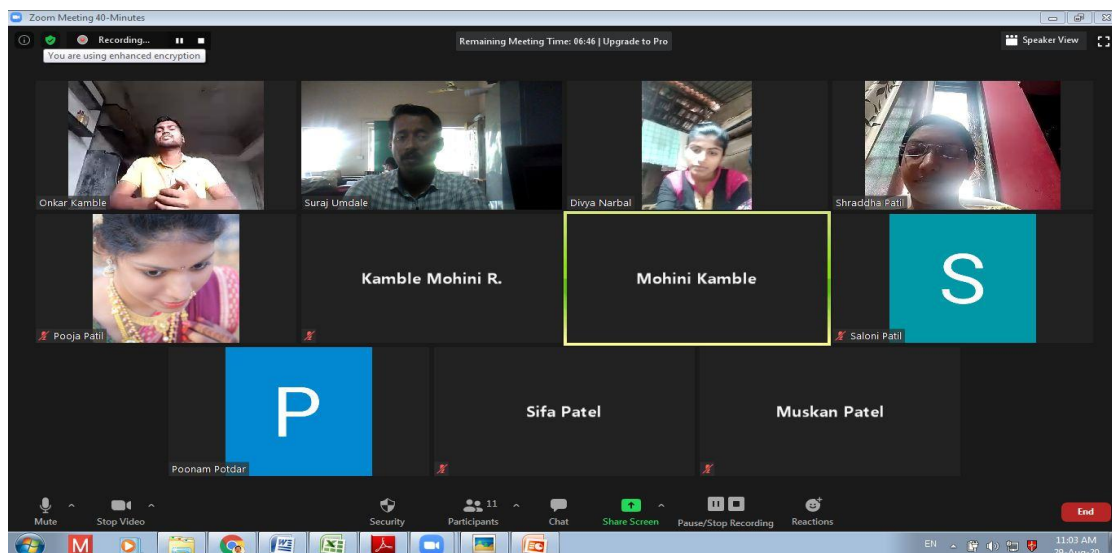 Zoom Meeting 40-Minutes
Recording...
Remaining Meeting Time: 06:46 | Upgrade to Pro
Speaker View
You are using enhanced encryption
Onkar Kamble
Suraj Umdale
Divya Narbal
Shraddha Patil
Pooja Patil
Kamble Mohini R.
Mohini Kamble
S
Saloni Patil
P
Poonam Potdar
Sifa Patel
Muskan Patel
Mute
Stop Video
Security
Participants
11
Chat
Share Screen
Pause/Stop Recording
Reactions
End
EN
11:03 AM
29-Aug-20